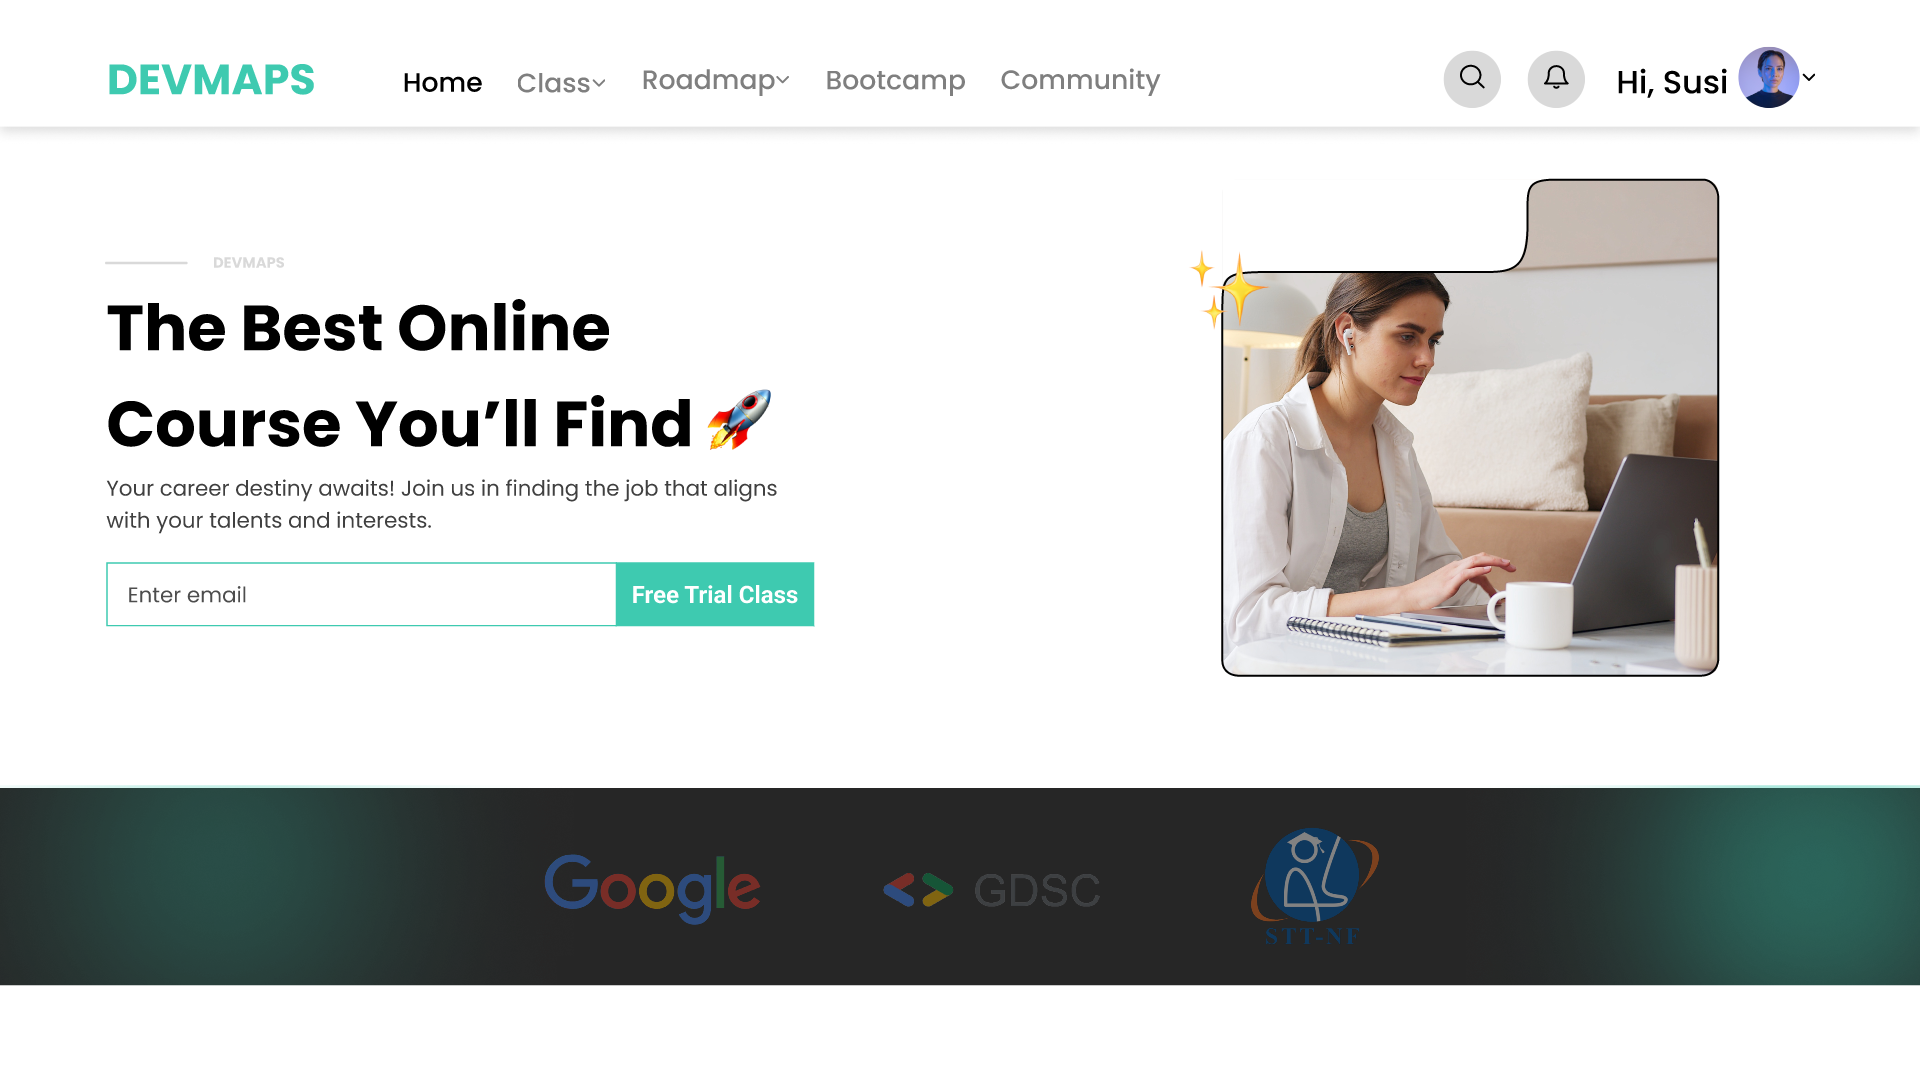 DEVMAPS
Home Class Roadmap Bootcamp Community
Hi, Susi
DEVMAPS
The Best Online
Course You’ll Find 🚀
Your career destiny awaits! Join us in finding the job that aligns
with your talents and interests.
Enter email
Free Trial Class
Google
GDSC
STT-NF